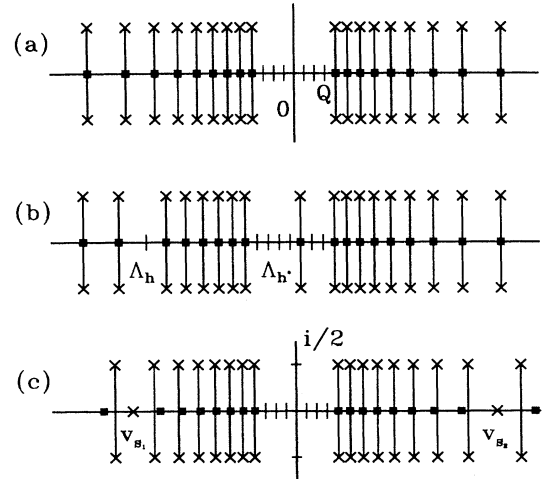 (a)
0 Q
(b)
Λh Λh*
i/2
(c)
vs₁ vs₂